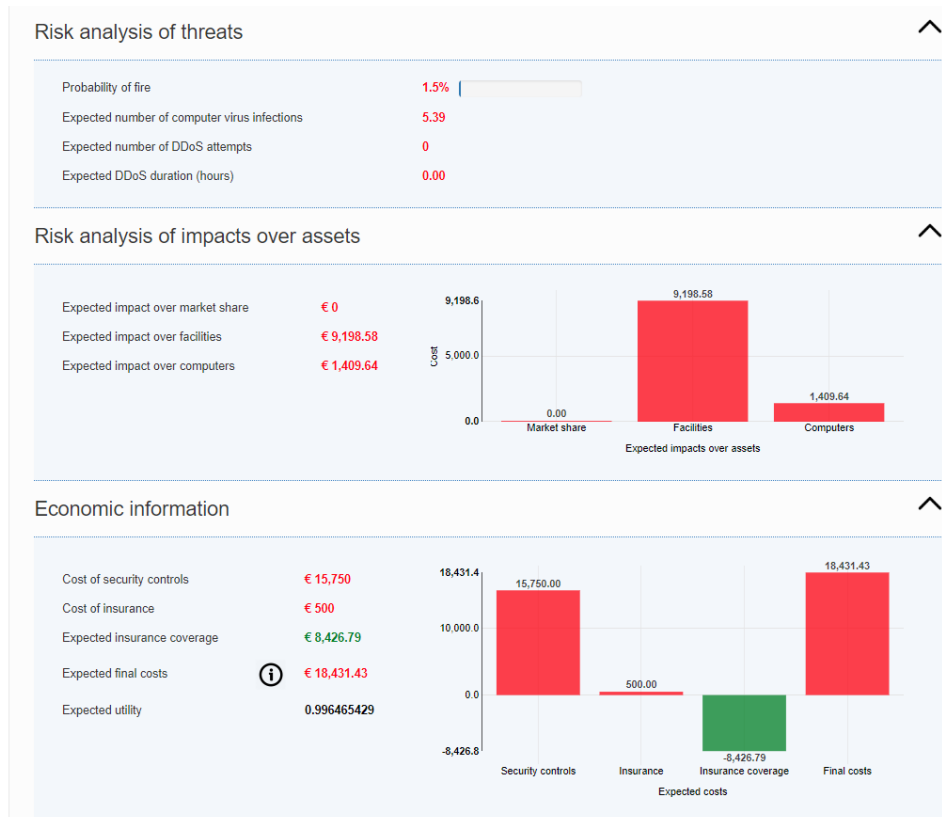 Risk analysis of threats
Probability of fire 1.5%
Expected number of computer virus infections 5.39
Expected number of DDoS attempts 0
Expected DDoS duration (hours) 0.00
Risk analysis of impacts over assets
Expected impact over market share € 0
Expected impact over facilities € 9,198.58
Expected impact over computers € 1,409.64
9,198.6
5,000.0
0.0
Cost
0.00
9,198.58
1,409.64
Market share Facilities Computers
Expected impacts over assets
Economic information
Cost of security controls € 15,750
Cost of insurance € 500
Expected insurance coverage € 8,426.79
Expected final costs i € 18,431.43
Expected utility 0.996465429
18,431.4
10,000.0
0.0
-8,426.8
15,750.00
500.00
-8,426.79
18,431.43
Security controls Insurance Insurance coverage Final costs
Expected costs